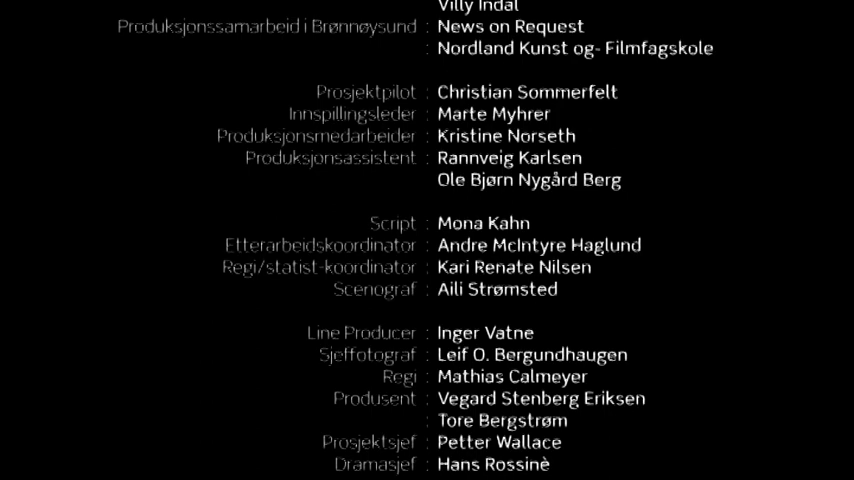 Villy Indal
Produksjonssamarbeid i Brønnøysund : News on Request
: Nordland Kunst og- Filmfagskole
Prosjektpilot : Christian Sommerfelt
Innspillingsleder : Marte Myhrer
Produksjonsmedarbeider : Kristine Norseth
Produksjonsassistent : Rannveig Karlsen
Ole Bjørn Nygård Berg
Script : Mona Kahn
Etterarbeidskoordinator : Andre McIntyre Haglund
Regi/statist-koordinator : Kari Renate Nilsen
Scenograf : Aili Strømsted
Line Producer : Inger Vatne
Sjeffotograf : Leif O. Bergundhaugen
Regi : Mathias Calmeyer
Produsent : Vegard Stenberg Eriksen
: Tore Bergstrøm
Prosjektsjef : Petter Wallace
Dramasjef : Hans Rossinè